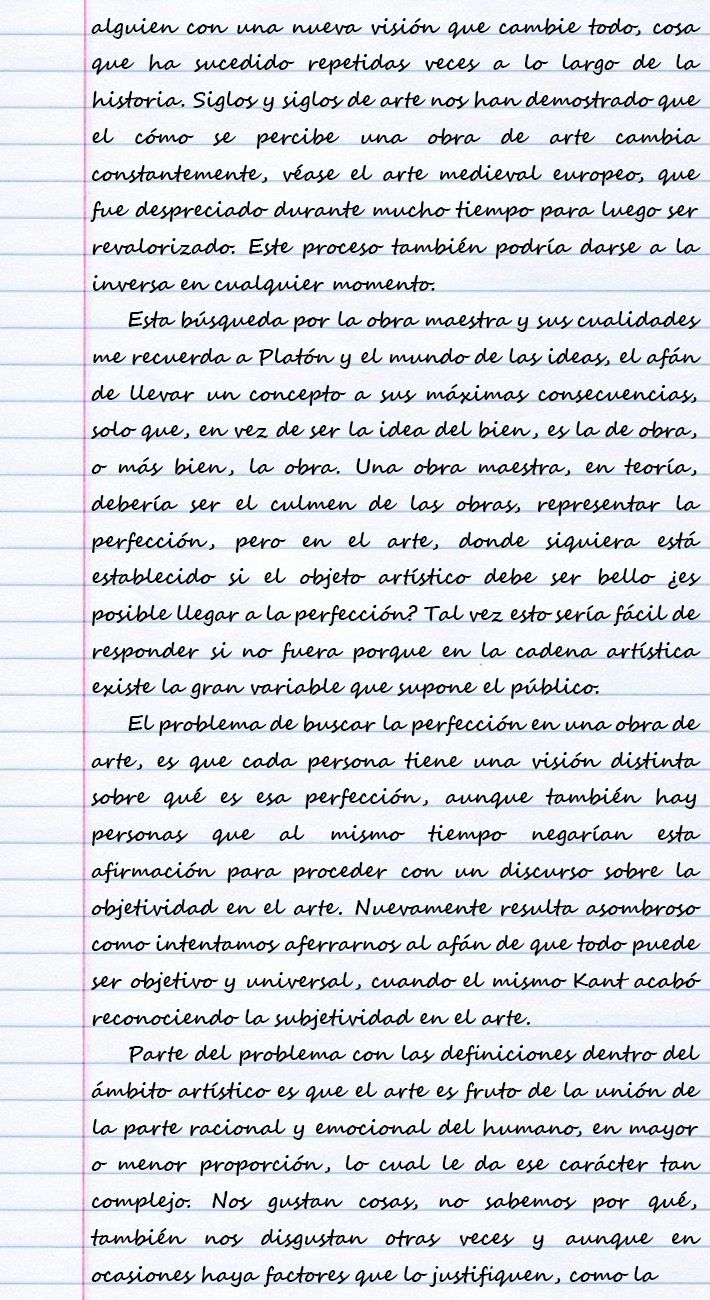 alguien con una nueva visión que cambie todo, cosa
que ha sucedido repetidas veces a lo largo de la
historia. Siglos y siglos de arte nos han demostrado que
el cómo se percibe una obra de arte cambia
constantemente, véase el arte medieval europeo, que
fue despreciado durante mucho tiempo para luego ser
revalorizado. Este proceso también podría darse a la
inversa en cualquier momento.
Esta búsqueda por la obra maestra y sus cualidades
me recuerda a Platón y el mundo de las ideas, el afán
de llevar un concepto a sus máximas consecuencias,
solo que, en vez de ser la idea del bien, es la de obra,
o más bien, la obra. Una obra maestra, en teoría,
debería ser el culmen de las obras, representar la
perfección, pero en el arte, donde siquiera está
establecido si el objeto artístico debe ser bello ¿es
posible llegar a la perfección? Tal vez esto sería fácil de
responder si no fuera porque en la cadena artística
existe la gran variable que supone el público.
El problema de buscar la perfección en una obra de
arte, es que cada persona tiene una visión distinta
sobre qué es esa perfección, aunque también hay
personas que al mismo tiempo negarían esta
afirmación para proceder con un discurso sobre la
objetividad en el arte. Nuevamente resulta asombroso
como intentamos aferrarnos al afán de que todo puede
ser objetivo y universal, cuando el mismo Kant acabó
reconociendo la subjetividad en el arte.
Parte del problema con las definiciones dentro del
ámbito artístico es que el arte es fruto de la unión de
la parte racional y emocional del humano, en mayor
o menor proporción, lo cual le da ese carácter tan
complejo. Nos gustan cosas, no sabemos por qué,
también nos disgustan otras veces y aunque en
ocasiones haya factores que lo justifiquen, como la